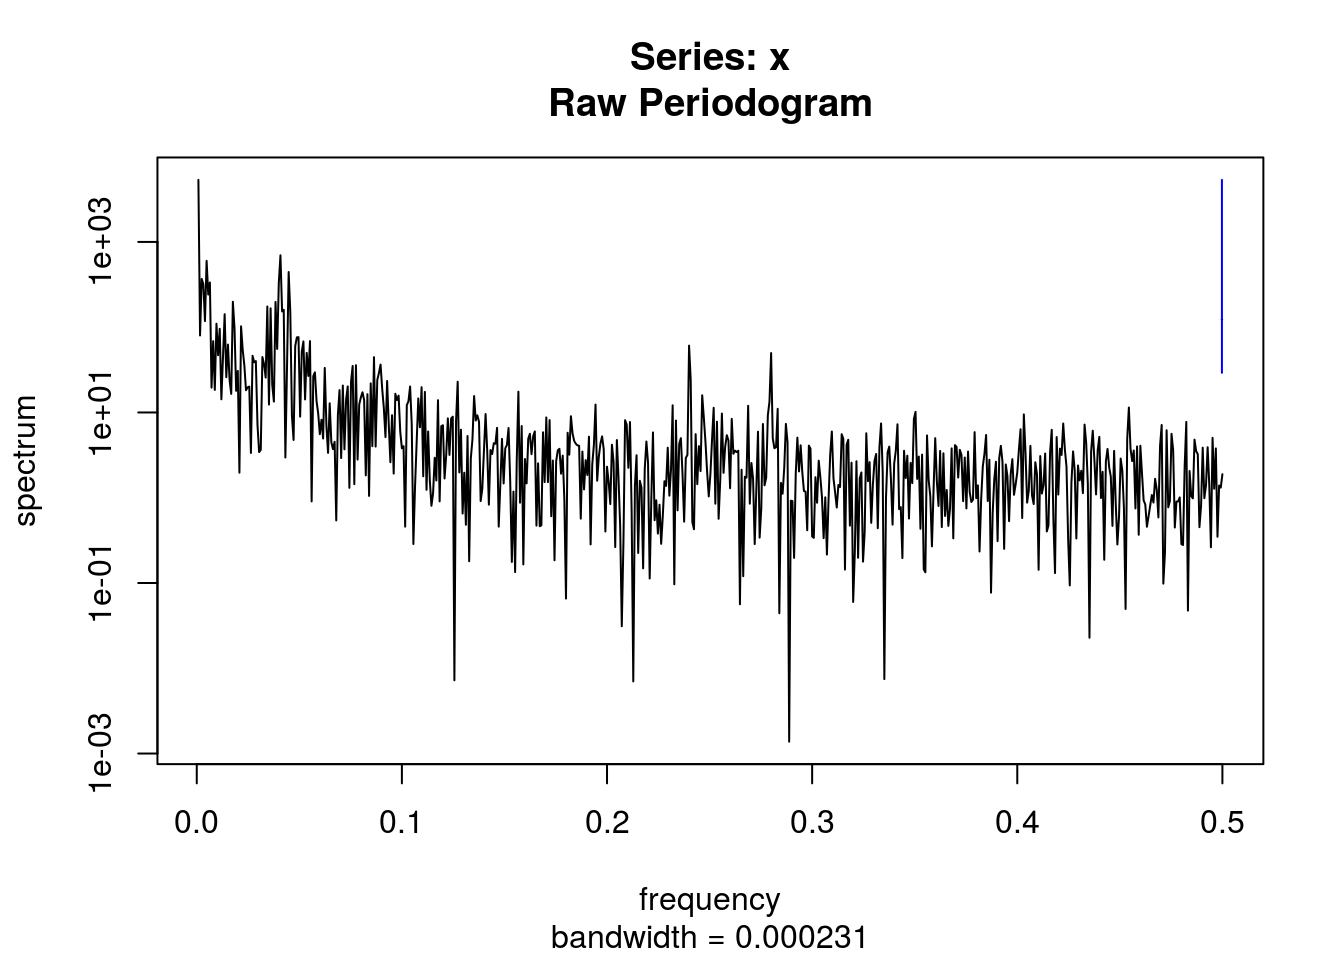 Series: x
Raw Periodogram
spectrum
1e+03
1e+01
1e-01
1e-03
0.0 0.1 0.2 0.3 0.4 0.5
frequency
bandwidth = 0.000231